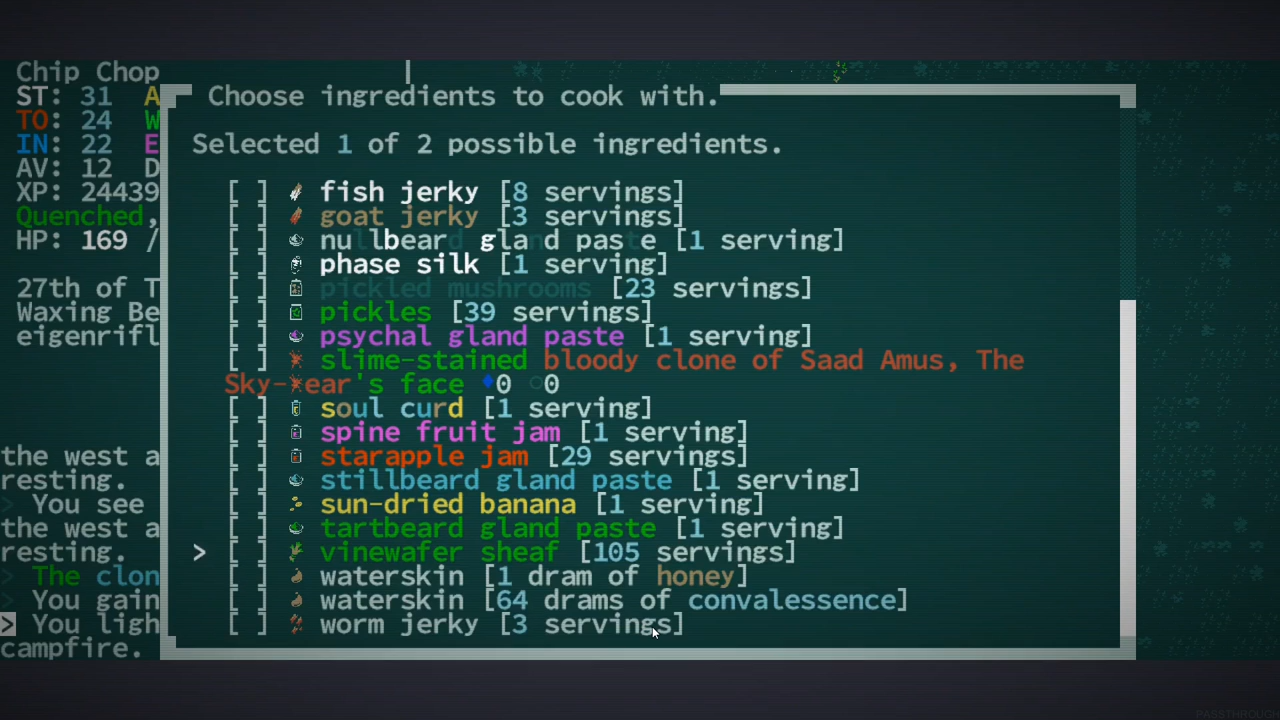 Chip Chop
ST: 31 A
TO: 24 W
IN: 22 E
AV: 12 D
XP: 24439
Quenched,
HP: 169 /
27th of T
Waxing Be
eigenrifl
the west a
resting.
> You see
the west a
resting.
> The clon
> You gain
> You ligh
campfire.
Choose ingredients to cook with.
Selected 1 of 2 possible ingredients.
[ ] fish jerky [8 servings]
[ ] goat jerky [3 servings]
[ ] nullbeard gland paste [1 serving]
[ ] phase silk [1 serving]
[ ] pickled mushrooms [23 servings]
[ ] pickles [39 servings]
[ ] psychal gland paste [1 serving]
[ ] slime-stained bloody clone of Saad Amus, The
Sky-Bear's face ♦0 ○0
[ ] soul curd [1 serving]
[ ] spine fruit jam [1 serving]
[ ] starapple jam [29 servings]
[ ] stillbeard gland paste [1 serving]
[ ] sun-dried banana [1 serving]
[ ] tartbeard gland paste [1 serving]
> [ ] vinewafer sheaf [105 servings]
[ ] waterskin [1 dram of honey]
[ ] waterskin [64 drams of convalessence]
[ ] worm jerky [3 servings]